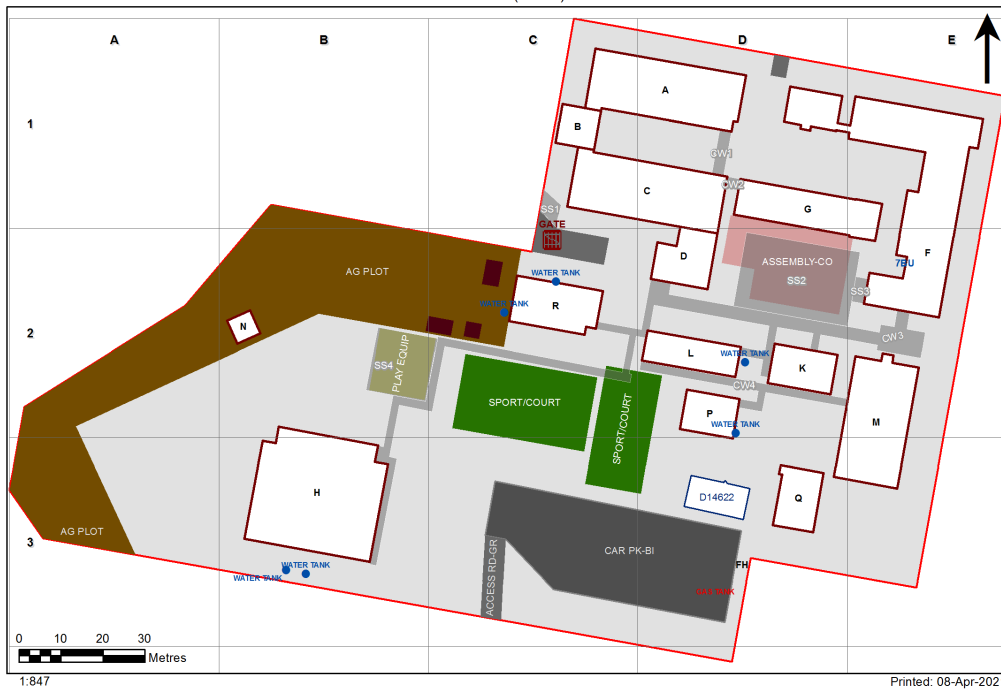 A B C D E
1
A
B
CW1
C
CW2
G
SS1
GATE
D
ASSEMBLY-CO
SS2
7EU
F
AG PLOT
WATER TANK
WATER TANK
R
SS3
2
N
CW3
L
WATER TANK
K
SS4
PLAY EQUIP
CW4
SPORT/COURT
SPORT/COURT
P
WATER TANK
M
H
D14622
Q
AG PLOT
3
CAR PK-BI
FH
WATER TANK
WATER TANK
ACCESS RD-GR
GAS TANK
0 10 20 30
Metres
1:847
Printed: 08-Apr-202